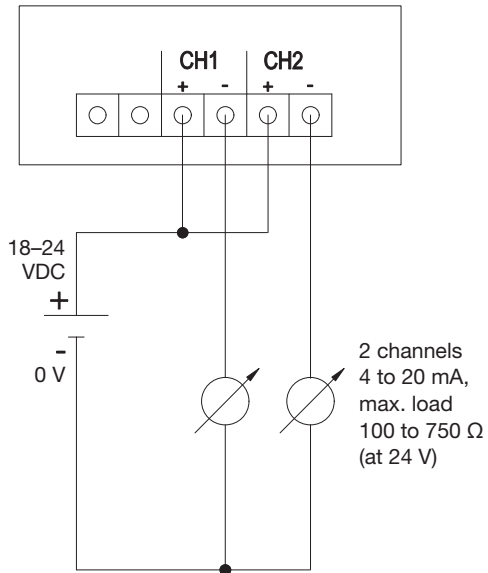 CH1 CH2
+ - + -
18–24
VDC
+
-
0 V
2 channels
4 to 20 mA,
max. load
100 to 750 Ω
(at 24 V)